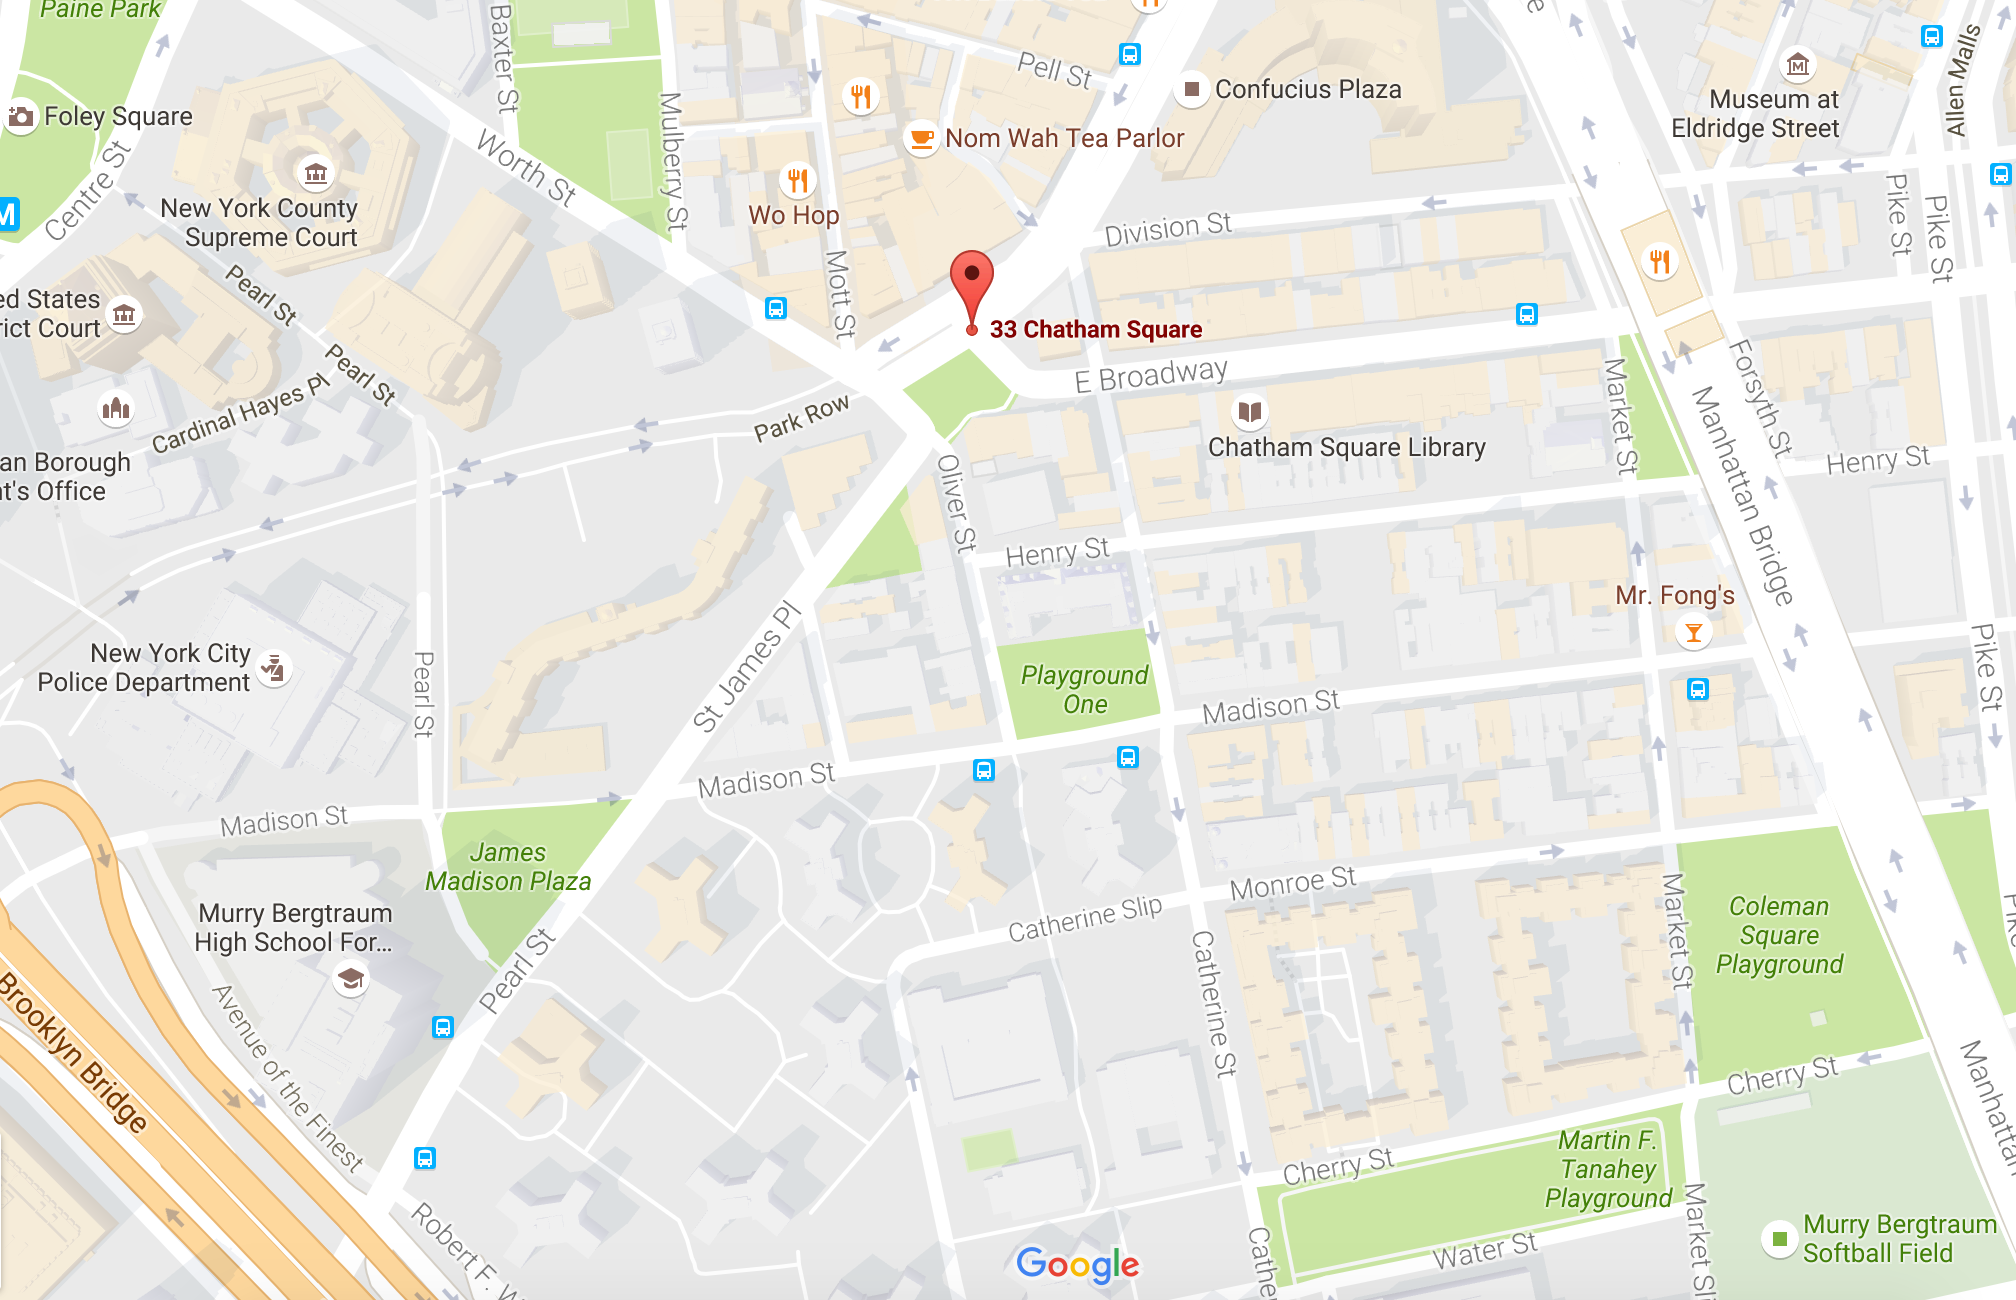 Paine Park
Baxter St
Foley Square
Centre St
M
New York County
Supreme Court
Worth St
Mulberry St
Pell St
Nom Wah Tea Parlor
Wo Hop
Mott St
Confucius Plaza
Division St
Museum at
Eldridge Street
Allen Malls
Pike St
Pike St
ed States
rict Court
Pearl St
Pearl St
Cardinal Hayes Pl
33 Chatham Square
Park Row
E Broadway
Chatham Square Library
Market St
Forsyth St
Manhattan Bridge
Henry St
an Borough
t's Office
Oliver St
Henry St
Mr. Fong's
New York City
Police Department
Pearl St
St James Pl
Playground
One
Madison St
Pike St
Madison St
Madison St
James
Madison Plaza
Murry Bergtraum
High School For...
Pearl St
Catherine Slip
Monroe St
Catherine St
Market St
Coleman
Square
Playground
Brooklyn Bridge
Avenue of the Finest
Cherry St
Cherry St
Manhattan
Martin F.
Tanahey
Playground
Robert F. W
Google
Cathe
Water St
Market Sl
Murry Bergtraum
Softball Field